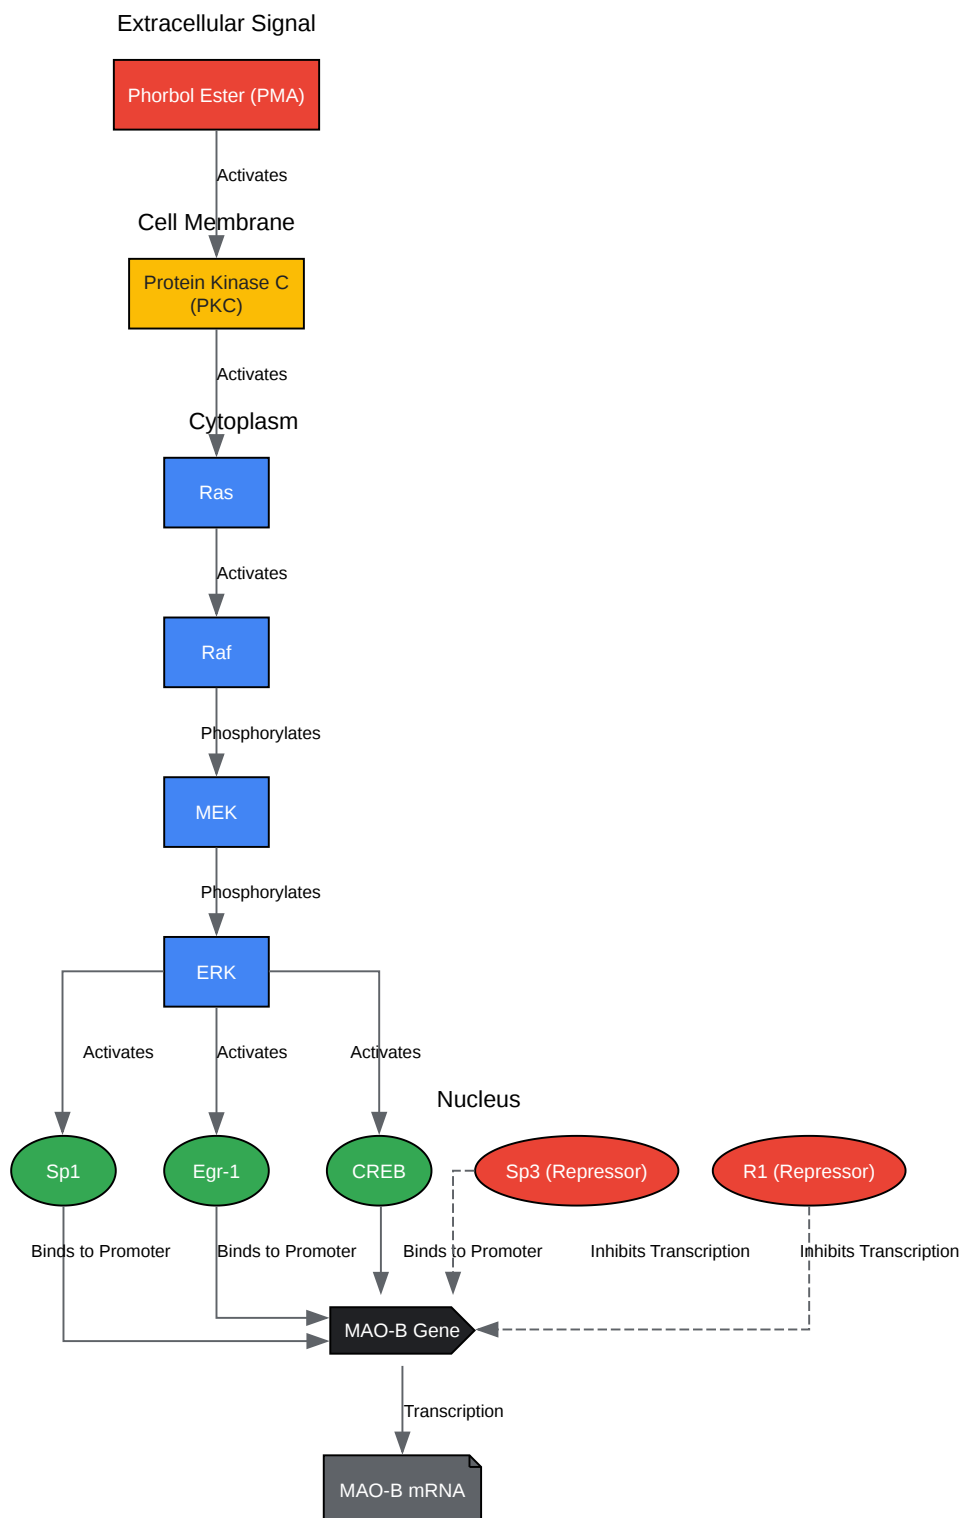 Extracellular Signal
Phorbol Ester (PMA)
Activates
Cell Membrane
Protein Kinase C
(PKC)
Activates
Cytoplasm
Ras
Activates
Raf
Phosphorylates
MEK
Phosphorylates
ERK
Activates
Activates
Activates
Nucleus
Sp1
Egr-1
CREB
Sp3 (Repressor)
R1 (Repressor)
Binds to Promoter
Binds to Promoter
Binds to Promoter
Inhibits Transcription
Inhibits Transcription
MAO-B Gene
Transcription
MAO-B mRNA